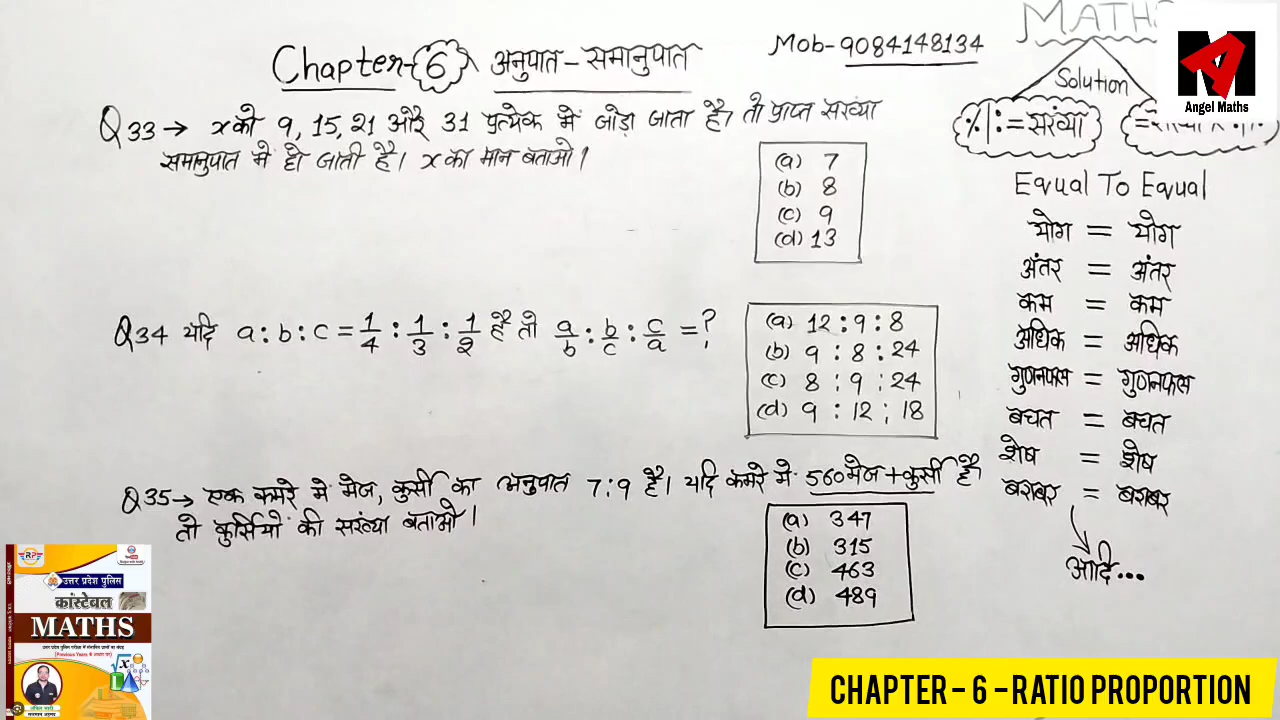 Chapter-6 अनुपात-समानुपात
Mob-9084148134
MATHS
Solution
Angel Maths
%|:=संख्या
Q33→ x को 9, 15, 21 और 31 प्रत्येक में जोड़ा जाता है, तो प्राप्त संख्या
समानुपात में हो जाती है। x का मान बताओ।
(a) 7
(b) 8
(c) 9
(d) 13
Equal To Equal
योग = योग
अंतर = अंतर
कम = कम
अधिक = अधिक
गुणनफल = गुणनफल
बचत = बचत
शेष = शेष
बराबर = बराबर
आदि...
Q34 यदि a:b:c = 1/4 : 1/3 : 1/2 है तो a/b : b/c : c/a = ?
(a) 12:9:8
(b) 9:8:24
(c) 8:9:24
(d) 9:12:18
Q35→ एक कमरे में मेज, कुर्सी का अनुपात 7:9 है। यदि कमरे में 560 मेज+कुर्सी है
तो कुर्सियों की संख्या बताओ।
(a) 347
(b) 315
(c) 463
(d) 489
उत्तर प्रदेश पुलिस
कांस्टेबल
MATHS
CHAPTER – 6 – RATIO PROPORTION